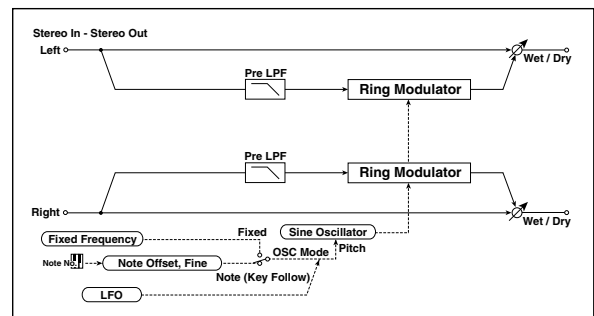 Stereo In - Stereo Out
Left
Wet / Dry
Pre LPF
Ring Modulator
Pre LPF
Ring Modulator
Right
Wet / Dry
Fixed
Sine Oscillator
Fixed Frequency
OSC Mode
Pitch
Note No.
Note Offset, Fine
Note (Key Follow)
LFO